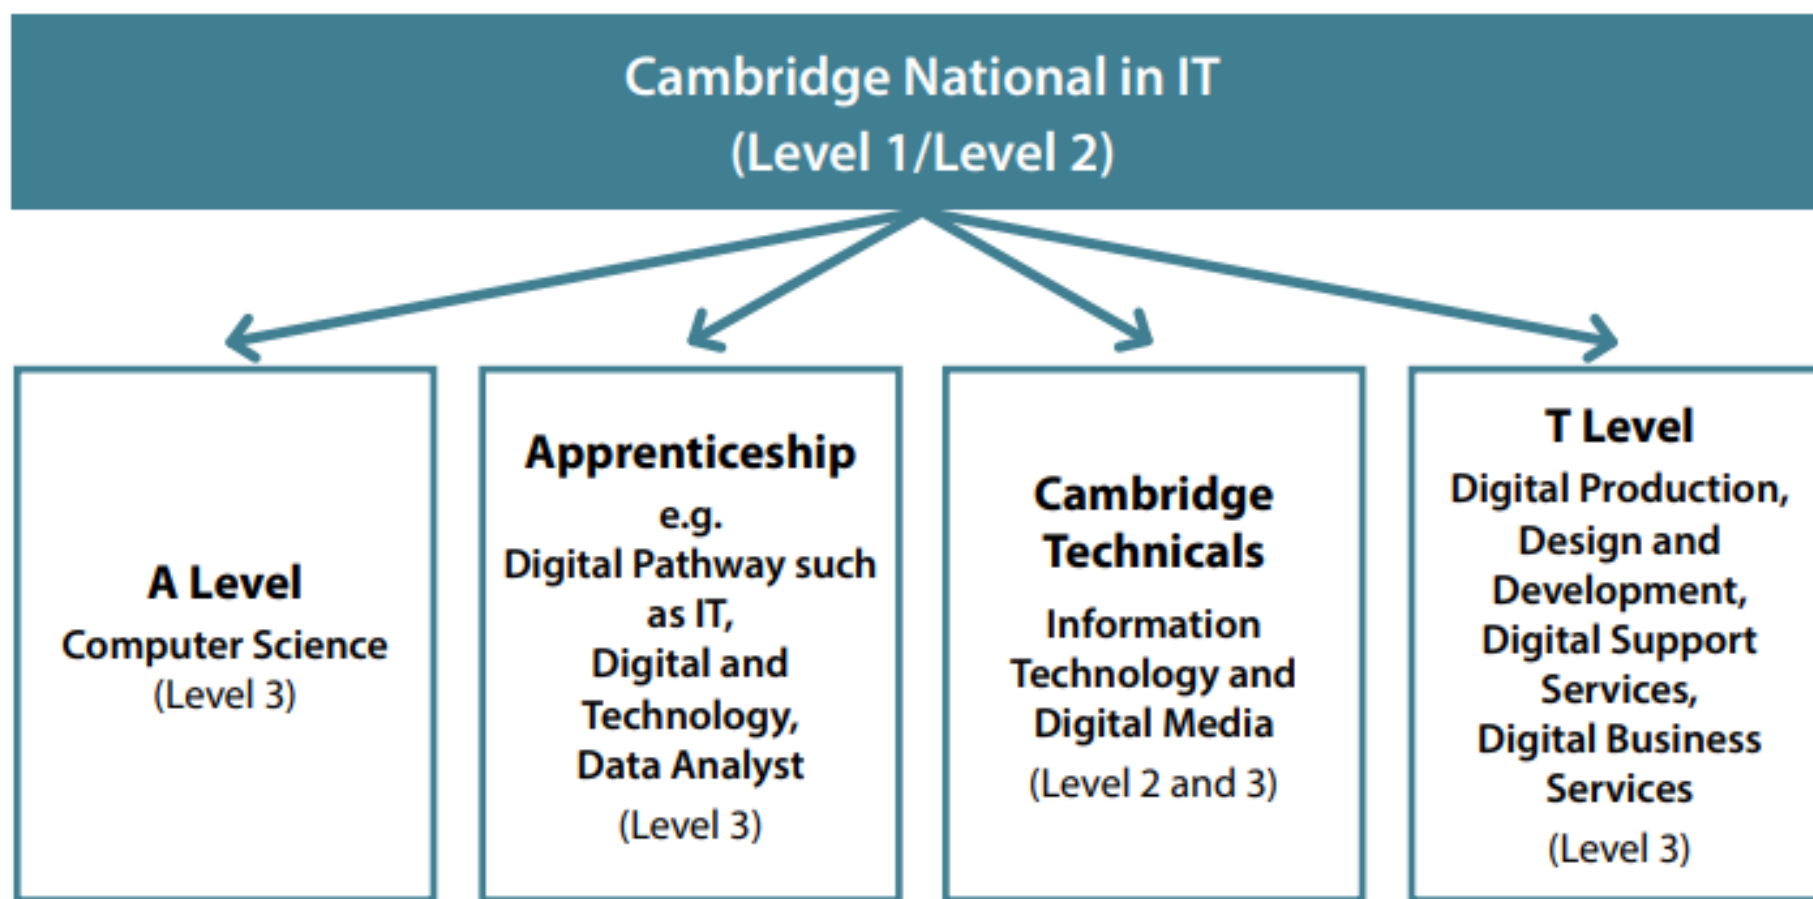 Cambridge National in IT
(Level 1/Level 2)
A Level
Computer Science
(Level 3)
Apprenticeship
e.g.
Digital Pathway such
as IT,
Digital and
Technology,
Data Analyst
(Level 3)
Cambridge
Technicals
Information
Technology and
Digital Media
(Level 2 and 3)
T Level
Digital Production,
Design and
Development,
Digital Support
Services,
Digital Business
Services
(Level 3)